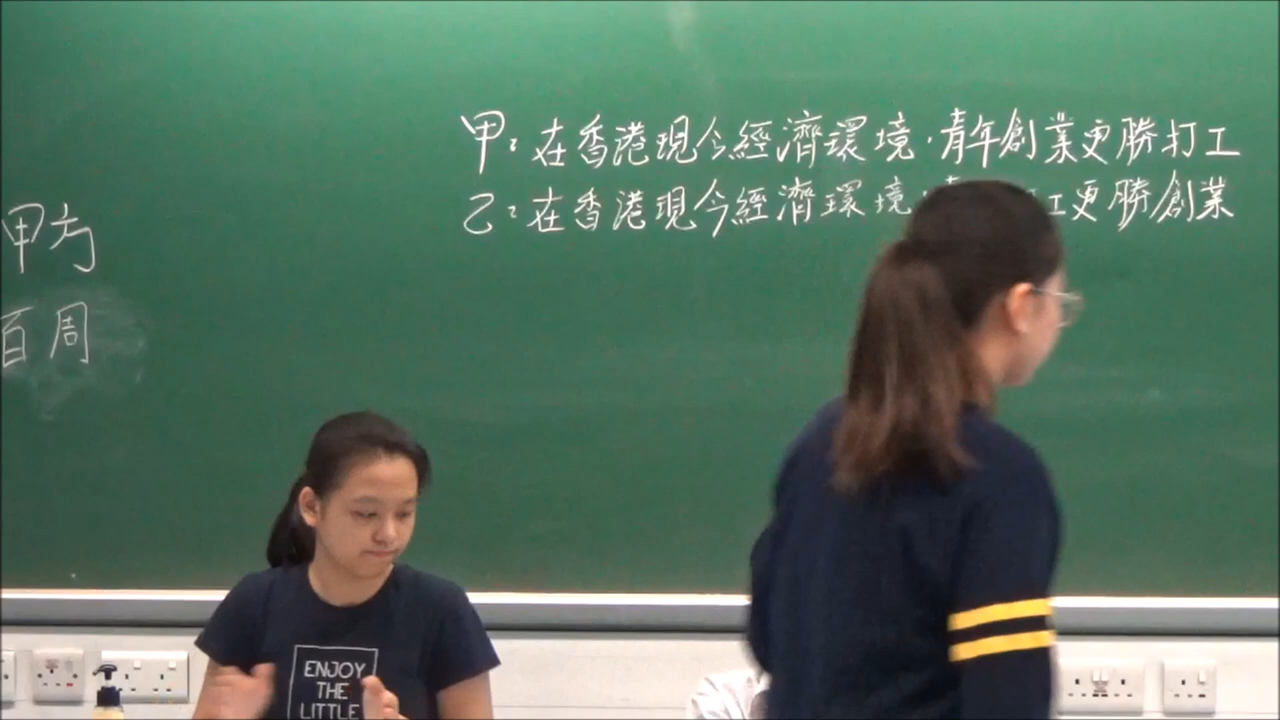 甲：在香港現今經濟環境，青年創業更勝打工
乙：在香港現今經濟環境，青 工更勝創業
甲方
百周
ENJOY
THE
LITTLE